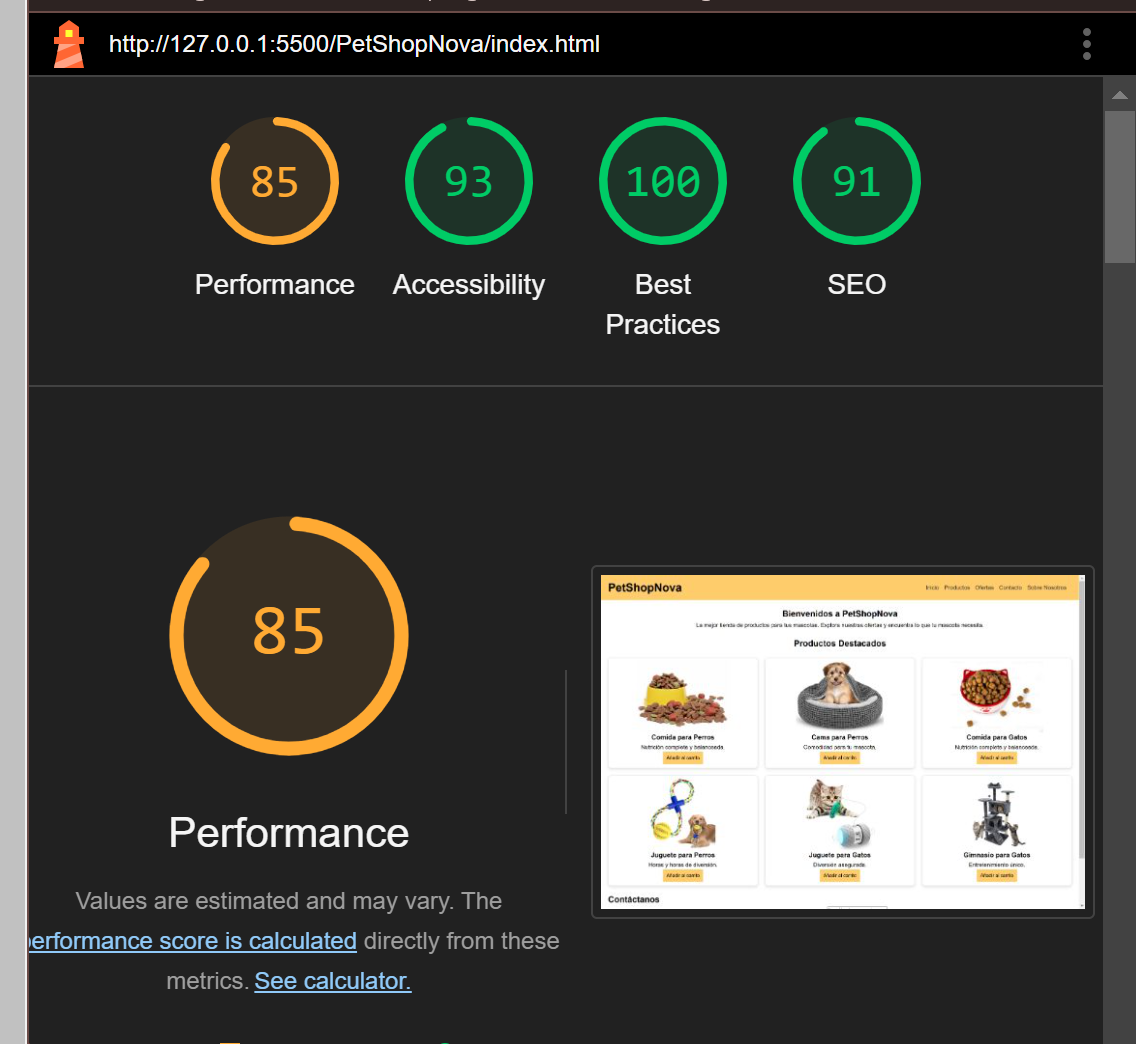 http://127.0.0.1:5500/PetShopNova/index.html
85
93
100
91
Performance
Accessibility
Best
Practices
SEO
85
Performance
Values are estimated and may vary. The
performance score is calculated directly from these
metrics. See calculator.
PetShopNova
Inicio Productos Ofertas Contacto Sobre Nosotros
Bienvenidos a PetShopNova
La mejor tienda de productos para tus mascotas. Explora nuestras ofertas y encuentra lo que tu mascota necesita.
Productos Destacados
Comida para Perros
Nutrición completa y balanceada.
Añadir al carrito
Cama para Perros
Comodidad para tu mascota.
Añadir al carrito
Comida para Gatos
Nutrición completa y balanceada.
Añadir al carrito
Juguete para Perros
Horas y horas de diversión.
Añadir al carrito
Juguete para Gatos
Diversión asegurada.
Añadir al carrito
Gimnasio para Gatos
Entretenimiento único.
Añadir al carrito
Contáctanos